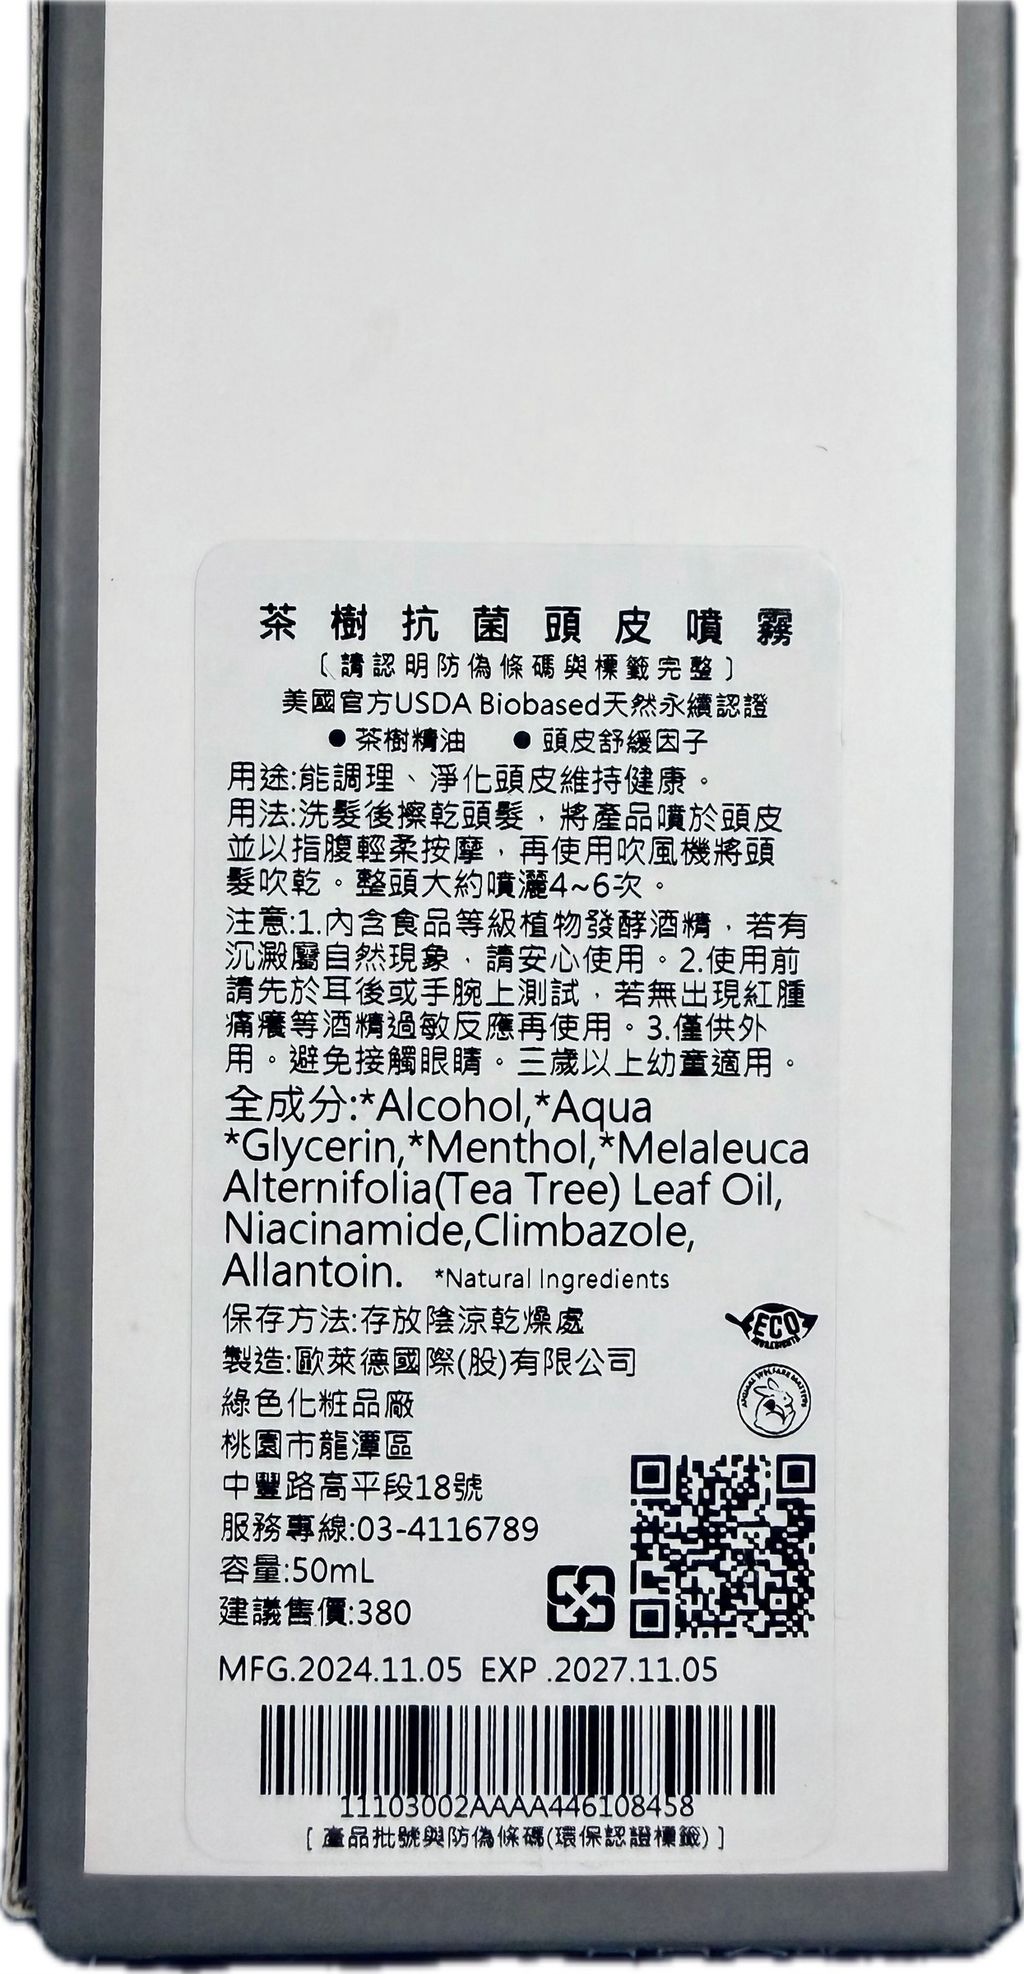 茶樹抗菌頭皮噴霧
〔請認明防偽條碼與標籤完整〕
美國官方USDA Biobased天然永續認證
●茶樹精油 ●頭皮舒緩因子
用途:能調理、淨化頭皮維持健康。
用法:洗髮後擦乾頭髮，將產品噴於頭皮
並以指腹輕柔按摩，再使用吹風機將頭
髮吹乾。整頭大約噴灑4~6次。
注意:1.內含食品等級植物發酵酒精，若有
沉澱屬自然現象，請安心使用。2.使用前
請先於耳後或手腕上測試，若無出現紅腫
痛癢等酒精過敏反應再使用。3.僅供外
用。避免接觸眼睛。三歲以上幼童適用。
全成分:*Alcohol,*Aqua
*Glycerin,*Menthol,*Melaleuca
Alternifolia(Tea Tree) Leaf Oil,
Niacinamide,Climbazole,
Allantoin. *Natural Ingredients
保存方法:存放陰涼乾燥處
製造:歐萊德國際(股)有限公司
綠色化粧品廠
桃園市龍潭區
中豐路高平段18號
服務專線:03-4116789
容量:50mL
建議售價:380
ECO
ANIMAL WELFARE MATTERS
MFG.2024.11.05 EXP .2027.11.05
11103002AAAA446108458
[ 產品批號與防偽條碼(環保認證標籤) ]